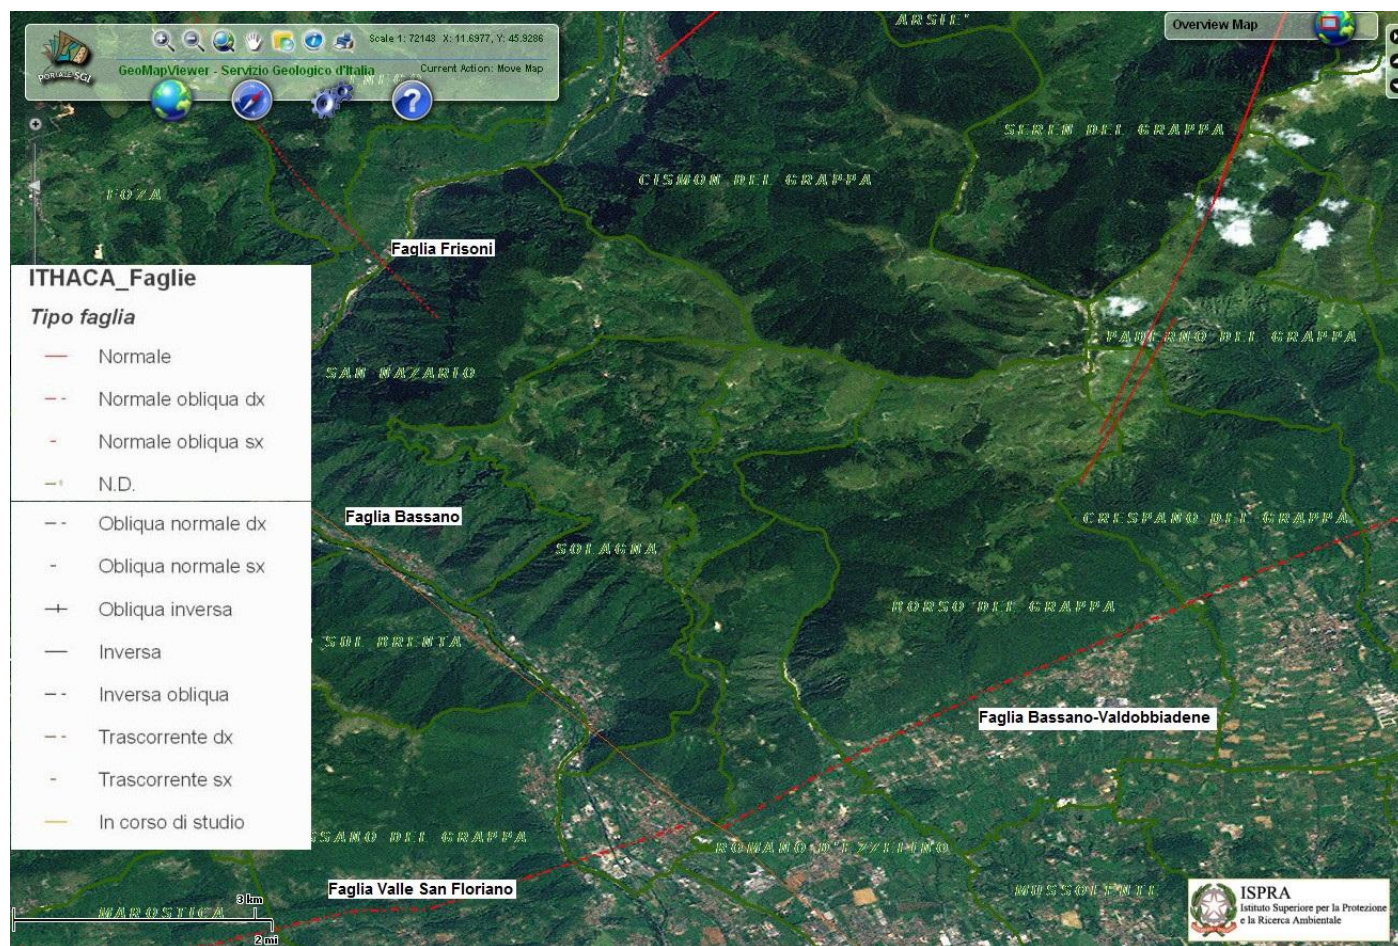 ARSIE'
Overview Map
Scale 1: 72143 X: 11.6977, Y: 45.9286
PORTALE SGI
GeoMapViewer - Servizio Geologico d'Italia
Current Action: Move Map
SEREN DEL GRAPPA
FOZA
CISMON DEL GRAPPA
Faglia Frisoni
ITHACA_Faglie
Tipo faglia
Normale
Normale obliqua dx
Normale obliqua sx
N.D.
Obliqua normale dx
Obliqua normale sx
Obliqua inversa
Inversa
Inversa obliqua
Trascorrente dx
Trascorrente sx
In corso di studio
PADERNO DEL GRAPPA
SAN NAZARIO
Faglia Bassano
CRESPANO DEL GRAPPA
SOLAGNA
BORSO DEL GRAPPA
SUL BRENTA
Faglia Bassano-Valdobbiadene
SSANO DEL GRAPPA
ROMANO D'EZZELINO
Faglia Valle San Floriano
MUSSOLENTE
MAROSTICA
3 km
2 mi
ISPRA
Istituto Superiore per la Protezione
e la Ricerca Ambientale